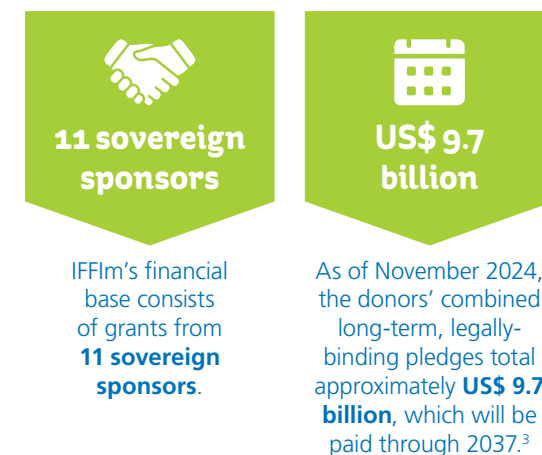 11 sovereign
sponsors
IFFIm's financial
base consists
of grants from
11 sovereign
sponsors.
US$ 9.7
billion
As of November 2024,
the donors' combined
long-term, legally-
binding pledges total
approximately US$ 9.7
billion, which will be
paid through 2037.³